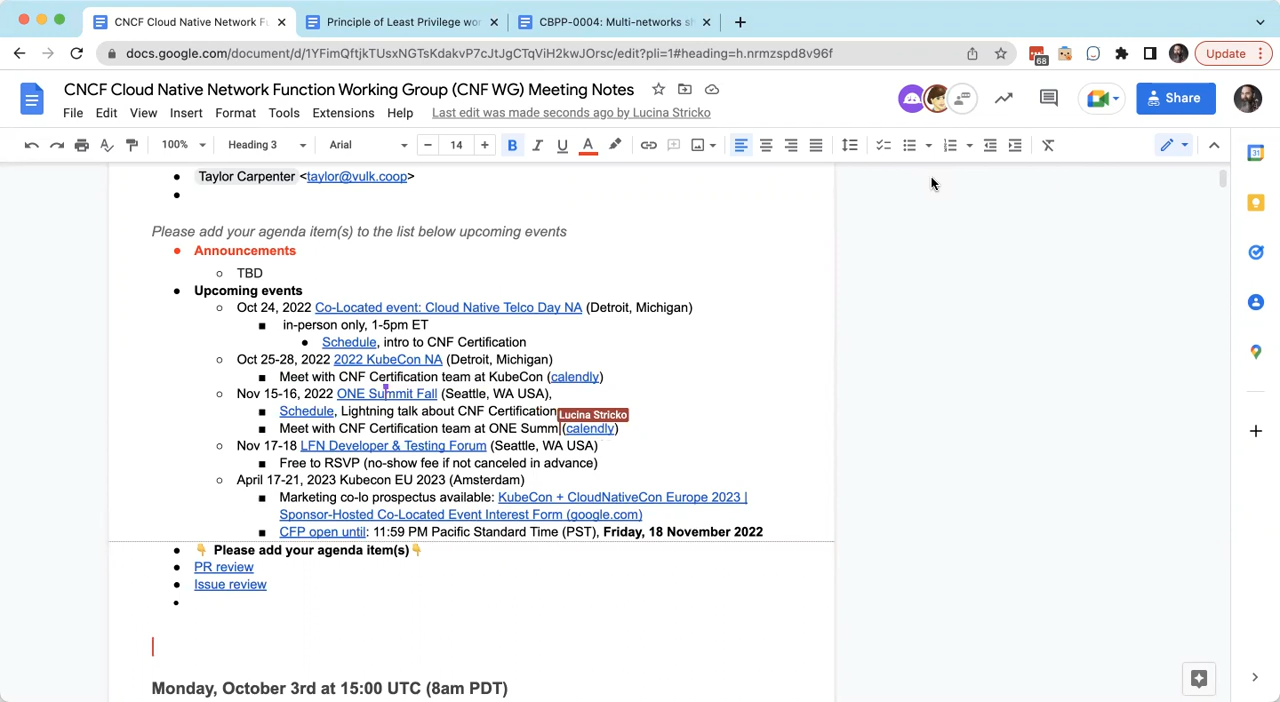 CNCF Cloud Native Network Fu
Principle of Least Privilege wor
CBPP-0004: Multi-networks sh
docs.google.com/document/d/1YFimQftjkTUsxNGTsKdakvP7cJtJgCTqViH2kwJOrsc/edit?pli=1#heading=h.nrmzspd8v96f
68
Update
CNCF Cloud Native Network Function Working Group (CNF WG) Meeting Notes
File Edit View Insert Format Tools Extensions Help Last edit was made seconds ago by Lucina Stricko
Share
100% Heading 3 Arial 14 B I U A
31
Taylor Carpenter <taylor@vulk.coop>
Please add your agenda item(s) to the list below upcoming events
Announcements
TBD
Upcoming events
Oct 24, 2022 Co-Located event: Cloud Native Telco Day NA (Detroit, Michigan)
in-person only, 1-5pm ET
Schedule, intro to CNF Certification
Oct 25-28, 2022 2022 KubeCon NA (Detroit, Michigan)
Meet with CNF Certification team at KubeCon (calendly)
Nov 15-16, 2022 ONE Summit Fall (Seattle, WA USA),
Schedule, Lightning talk about CNF Certification
Lucina Stricko
Meet with CNF Certification team at ONE Summ(calendly)
Nov 17-18 LFN Developer & Testing Forum (Seattle, WA USA)
Free to RSVP (no-show fee if not canceled in advance)
April 17-21, 2023 Kubecon EU 2023 (Amsterdam)
Marketing co-lo prospectus available: KubeCon + CloudNativeCon Europe 2023 |
Sponsor-Hosted Co-Located Event Interest Form (google.com)
CFP open until: 11:59 PM Pacific Standard Time (PST), Friday, 18 November 2022
👇 Please add your agenda item(s)👇
PR review
Issue review
Monday, October 3rd at 15:00 UTC (8am PDT)